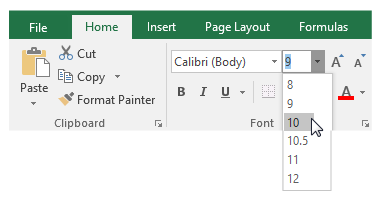 File Home Insert Page Layout Formulas
Cut
Copy
Format Painter
Paste
Clipboard
Calibri (Body) 9 A A
B I U A
Font
8
9
10
10.5
11
12